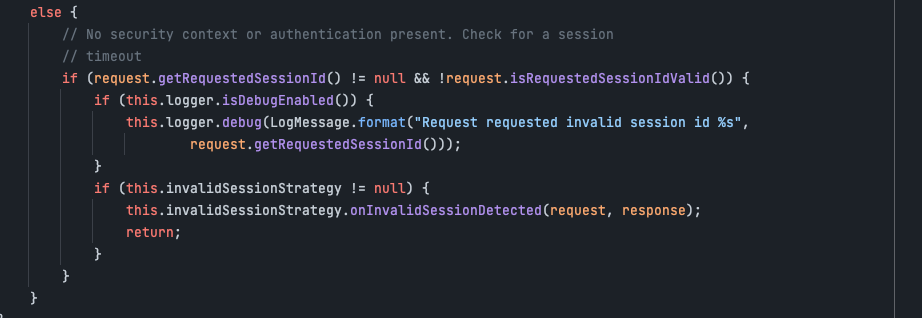 else {
// No security context or authentication present. Check for a session
// timeout
if (request.getRequestedSessionId() != null && !request.isRequestedSessionIdValid()) {
if (this.logger.isDebugEnabled()) {
this.logger.debug(LogMessage.format("Request requested invalid session id %s",
request.getRequestedSessionId()));
}
if (this.invalidSessionStrategy != null) {
this.invalidSessionStrategy.onInvalidSessionDetected(request, response);
return;
}
}
}